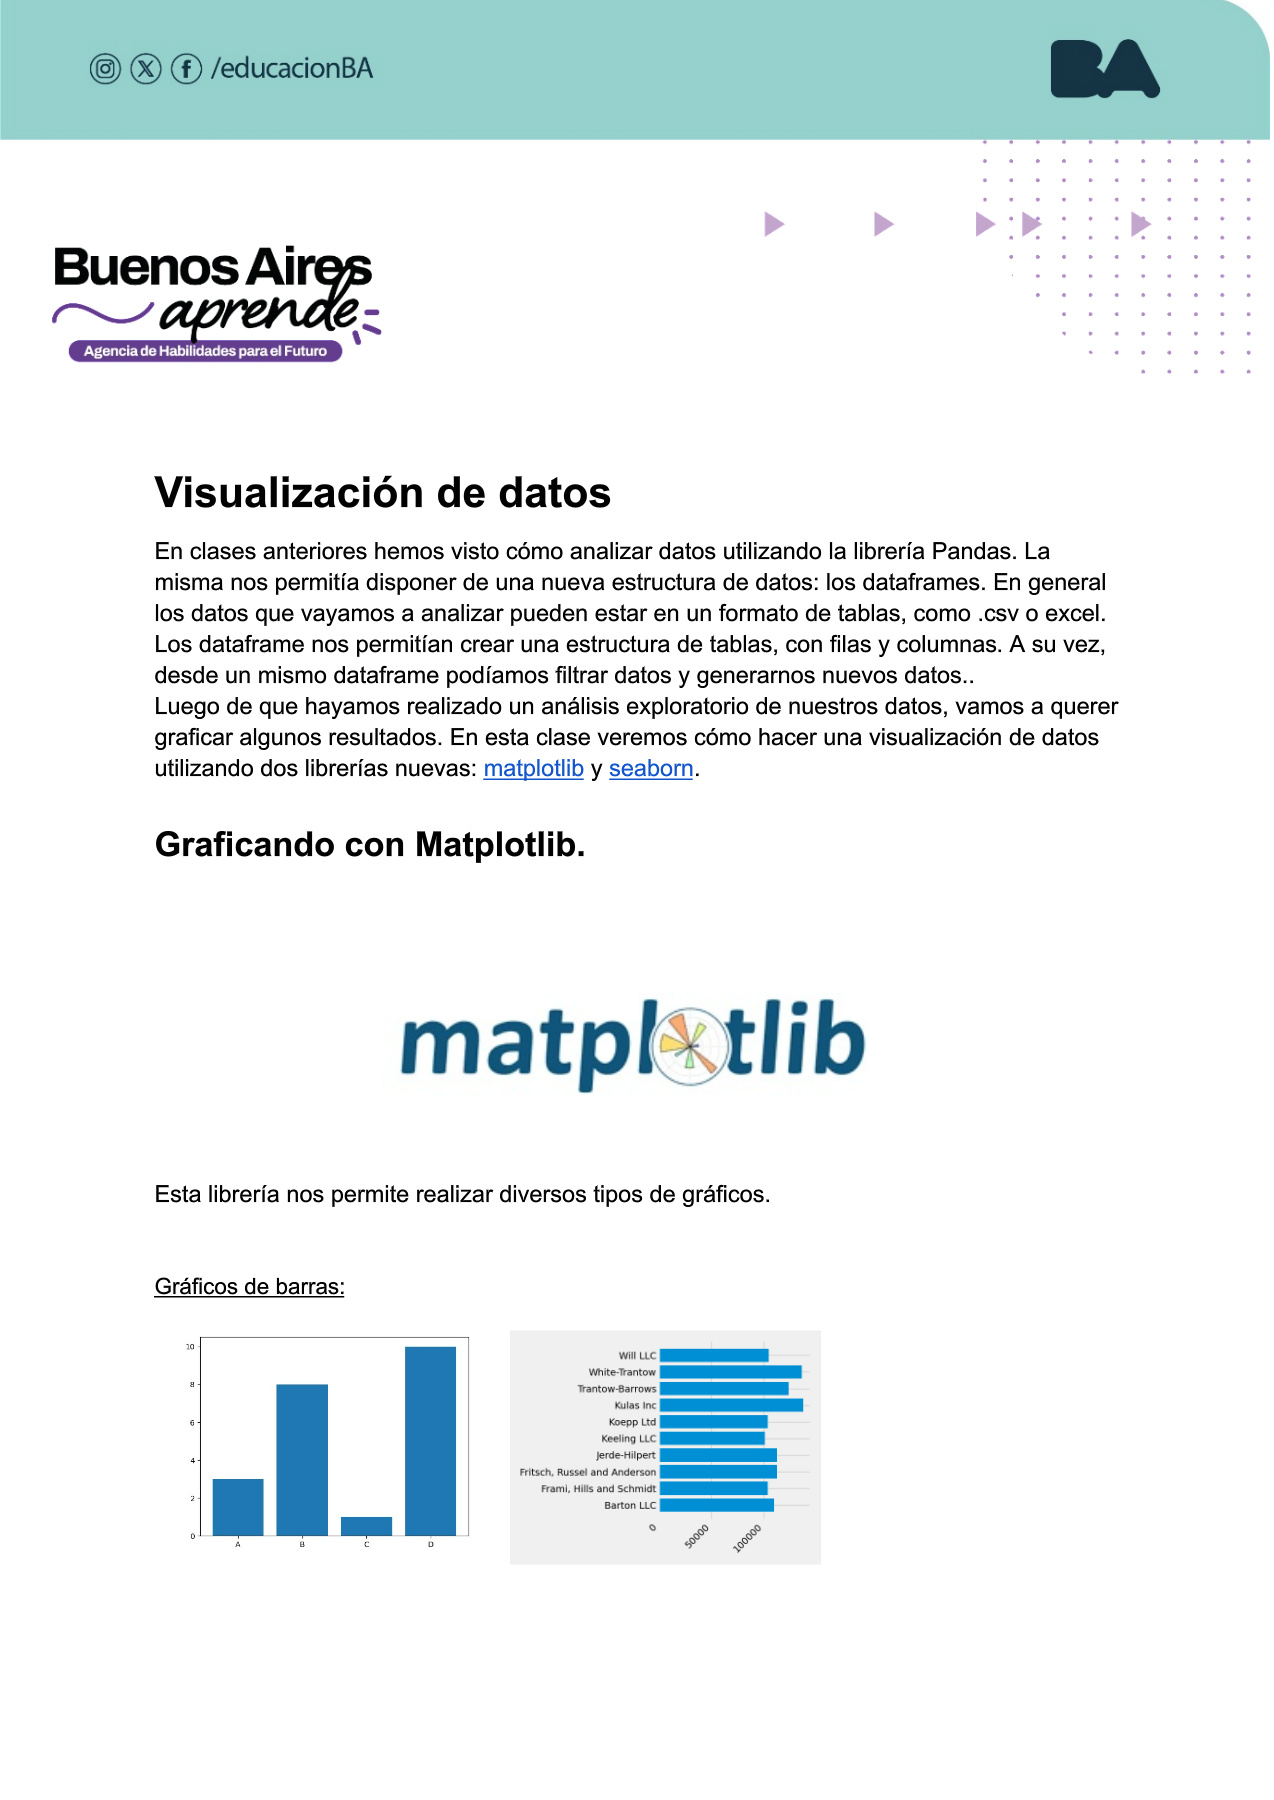 /educacionBA
BA
Buenos Aires
aprende
Agencia de Habilidades para el Futuro
Visualización de datos
En clases anteriores hemos visto cómo analizar datos utilizando la librería Pandas. La
misma nos permitía disponer de una nueva estructura de datos: los dataframes. En general
los datos que vayamos a analizar pueden estar en un formato de tablas, como .csv o excel.
Los dataframe nos permitían crear una estructura de tablas, con filas y columnas. A su vez,
desde un mismo dataframe podíamos filtrar datos y generarnos nuevos datos..
Luego de que hayamos realizado un análisis exploratorio de nuestros datos, vamos a querer
graficar algunos resultados. En esta clase veremos cómo hacer una visualización de datos
utilizando dos librerías nuevas: matplotlib y seaborn.
Graficando con Matplotlib.
matplotlib
Esta librería nos permite realizar diversos tipos de gráficos.
Gráficos de barras:
10
8
6
4
2
0
A B C D
Will LLC
White-Trantow
Trantow-Barrows
Kulas Inc
Koepp Ltd
Keeling LLC
Jerde-Hilpert
Fritsch, Russel and Anderson
Frami, Hills and Schmidt
Barton LLC
0 50000 100000